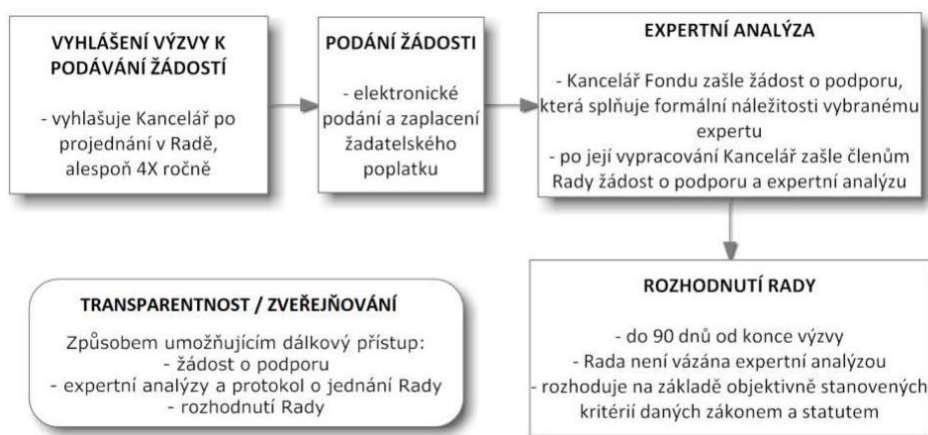 VYHLÁŠENÍ VÝZVY K
PODÁVÁNÍ ŽÁDOSTÍ
- vyhlašuje Kancelář po
projednání v Radě,
alespoň 4X ročně
PODÁNÍ ŽÁDOSTI
- elektronické
podání a zaplacení
žadatelského
poplatku
EXPERTNÍ ANALÝZA
- Kancelář Fondu zašle žádost o podporu,
která splňuje formální náležitosti vybranému
expertu
- po její vypracování Kancelář zašle členům
Rady žádost o podporu a expertní analýzu
ROZHODNUTÍ RADY
- do 90 dnů od konce výzvy
- Rada není vázána expertní analýzou
- rozhoduje na základě objektivně stanovených
kritérií daných zákonem a statutem
TRANSPARENTNOST / ZVEŘEJŇOVÁNÍ
Způsobem umožňujícím dálkový přístup:
- žádost o podporu
- expertní analýzy a protokol o jednání Rady
- rozhodnutí Rady